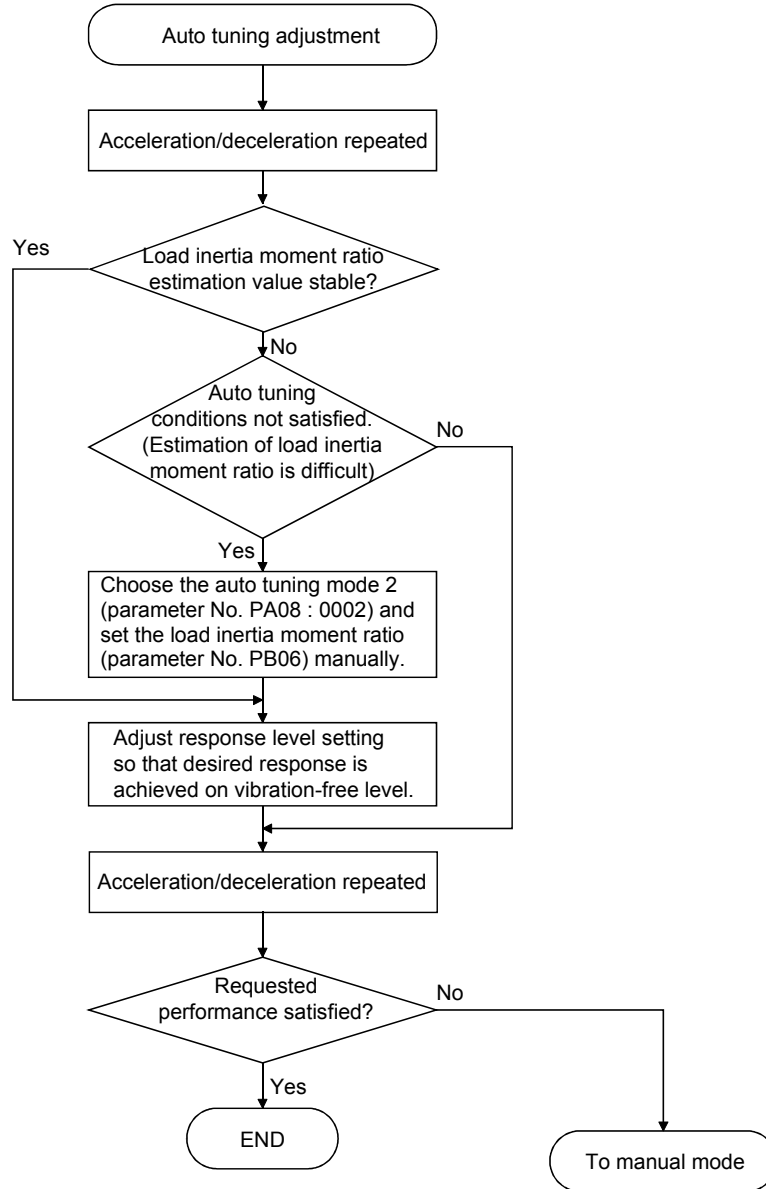 Auto tuning adjustment
Acceleration/deceleration repeated
Yes
Load inertia moment ratio
estimation value stable?
No
Auto tuning
conditions not satisfied.
(Estimation of load inertia
moment ratio is difficult)
No
Yes
Choose the auto tuning mode 2
(parameter No. PA08 : 0002) and
set the load inertia moment ratio
(parameter No. PB06) manually.
Adjust response level setting
so that desired response is
achieved on vibration-free level.
Acceleration/deceleration repeated
Requested
performance satisfied?
No
Yes
END
To manual mode